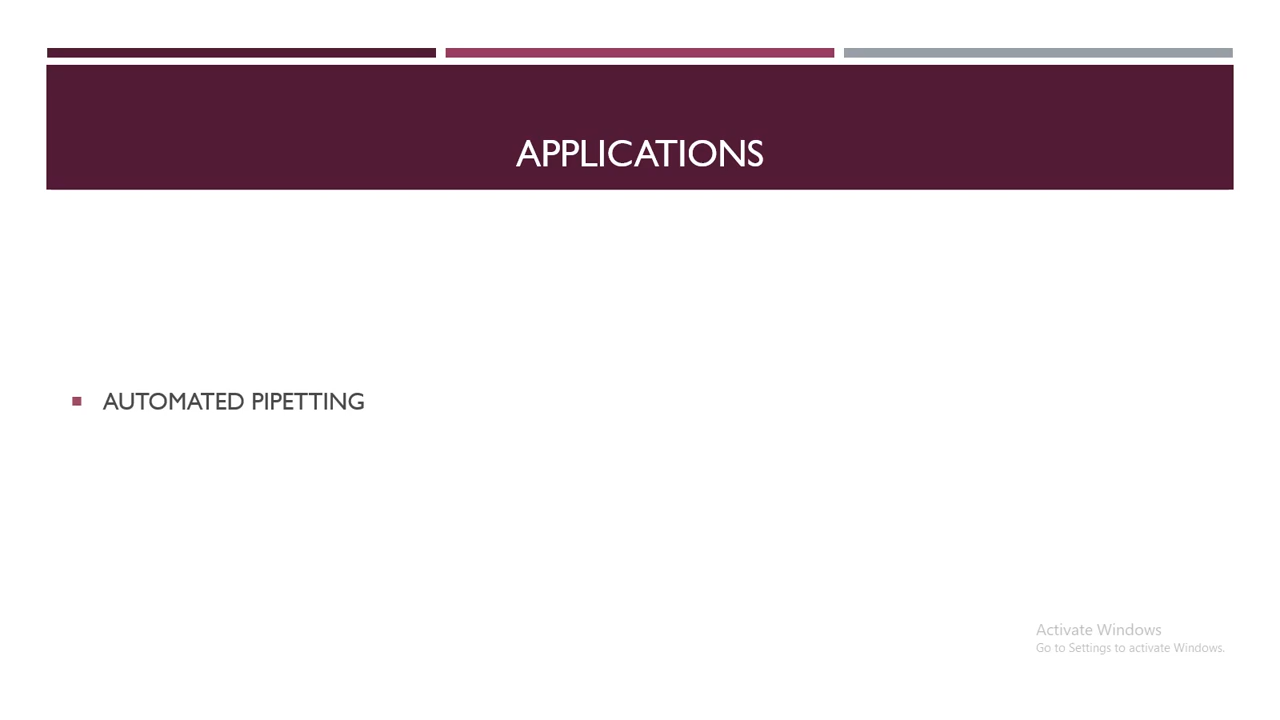 APPLICATIONS
AUTOMATED PIPETTING
Activate Windows
Go to Settings to activate Windows.